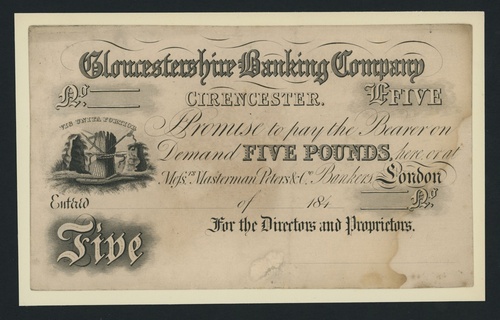 Gloucestershire Banking Company
No. CIRENCESTER. £FIVE
VIS UNITA FORTIOR
Promise to pay the Bearer on
Demand FIVE POUNDS, here, or at
Messrs. Masterman, Peters & Co. Bankers London
Entd. of 184 No.
For the Directors and Proprietors.
Five